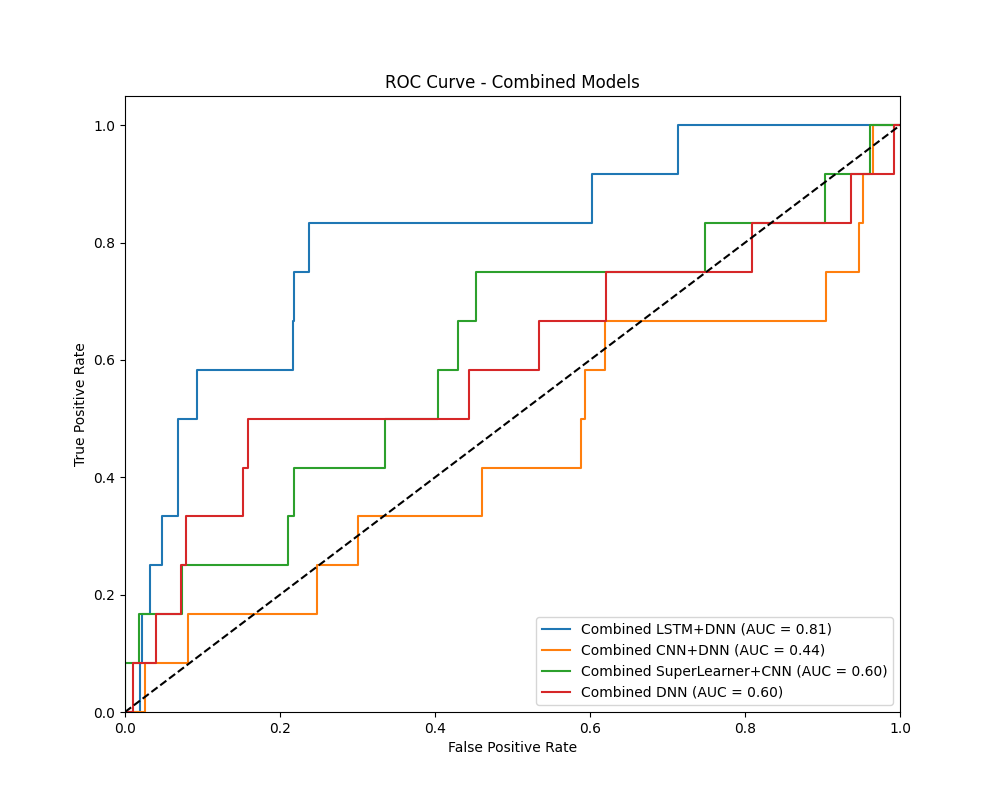 ROC Curve - Combined Models
1.0
0.8
0.6
0.4
0.2
0.0
True Positive Rate
0.0 0.2 0.4 0.6 0.8 1.0
False Positive Rate
Combined LSTM+DNN (AUC = 0.81)
Combined CNN+DNN (AUC = 0.44)
Combined SuperLearner+CNN (AUC = 0.60)
Combined DNN (AUC = 0.60)